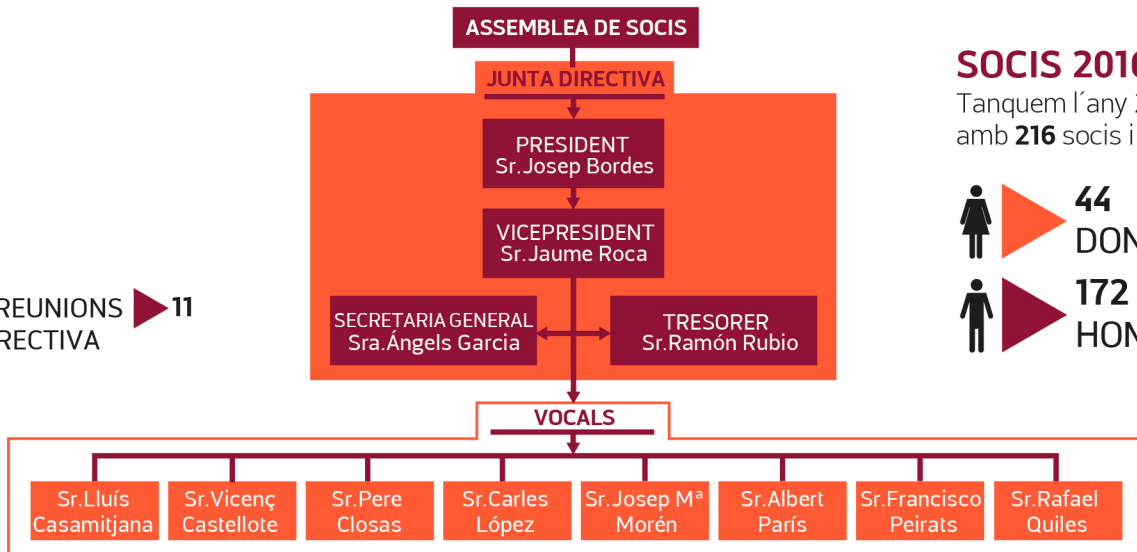 ASSEMBLEA DE SOCIS
JUNTA DIRECTIVA
PRESIDENT
Sr.Josep Bordes
VICEPRESIDENT
Sr.Jaume Roca
SECRETARIA GENERAL
Sra.Ángels Garcia
TRESORER
Sr.Ramón Rubio
REUNIONS
11
VOCALS
Sr.Lluís
Casamitjana
Sr.Vicenç
Castellote
Sr.Pere
Closas
Sr.Carles
López
Sr.Josep Mª
Morén
Sr.Albert
París
Sr.Francisco
Peirats
Sr.Rafael
Quiles
SOCIS
Tanquem l´any
amb 216 socis i
44
172